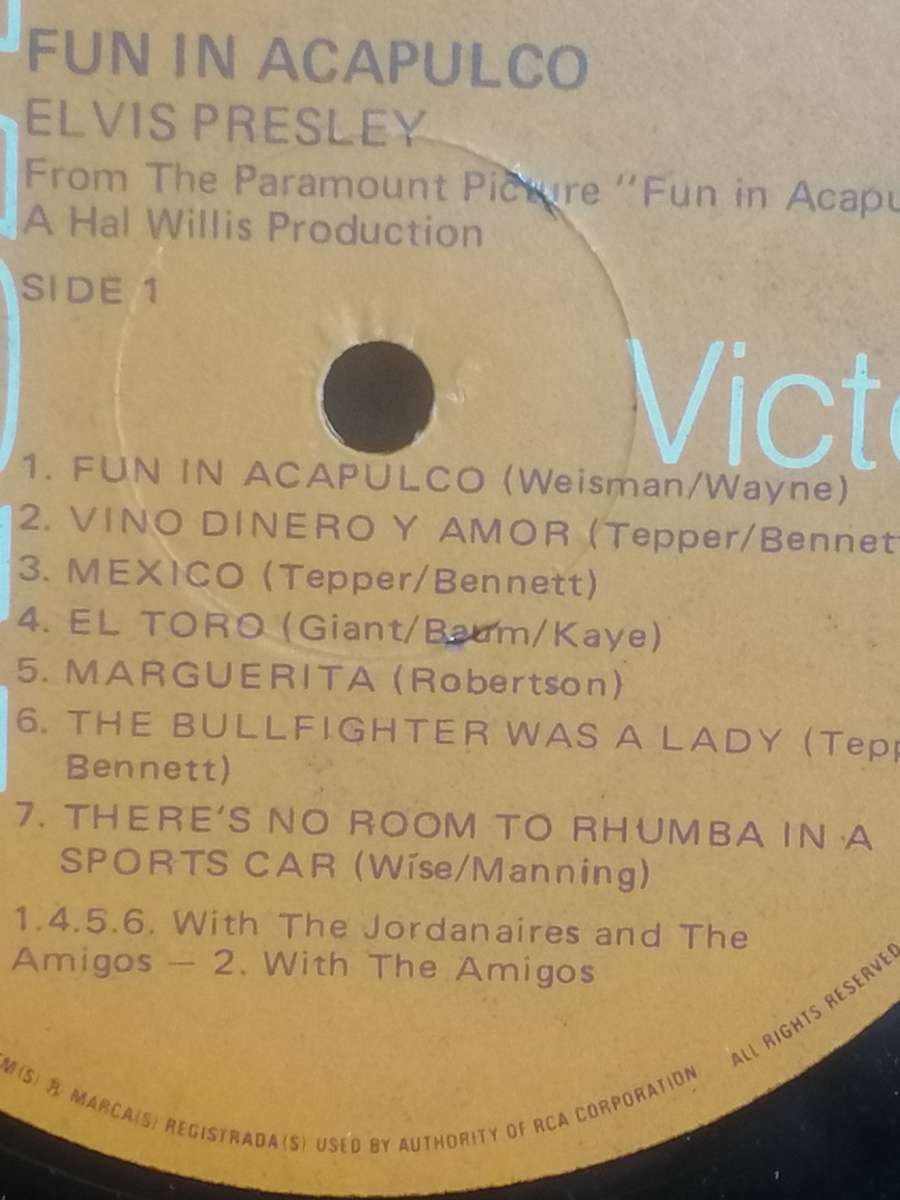 FUN IN ACAPULCO
ELVIS PRESLEY
From The Paramount Picture "Fun in Acapu
A Hal Willis Production
SIDE 1
Victo
1. FUN IN ACAPULCO (Weisman/Wayne)
2. VINO DINERO Y AMOR (Tepper/Bennett
3. MEXICO (Tepper/Bennett)
4. EL TORO (Giant/Baum/Kaye)
5. MARGUERITA (Robertson)
6. THE BULLFIGHTER WAS A LADY (Tepp
Bennett)
7. THERE'S NO ROOM TO RHUMBA IN A
SPORTS CAR (Wise/Manning)
1.4.5.6. With The Jordanaires and The
Amigos — 2. With The Amigos
M(S) ® MARCA(S) REGISTRADA(S) USED BY AUTHORITY OF RCA CORPORATION ALL RIGHTS RESERVED